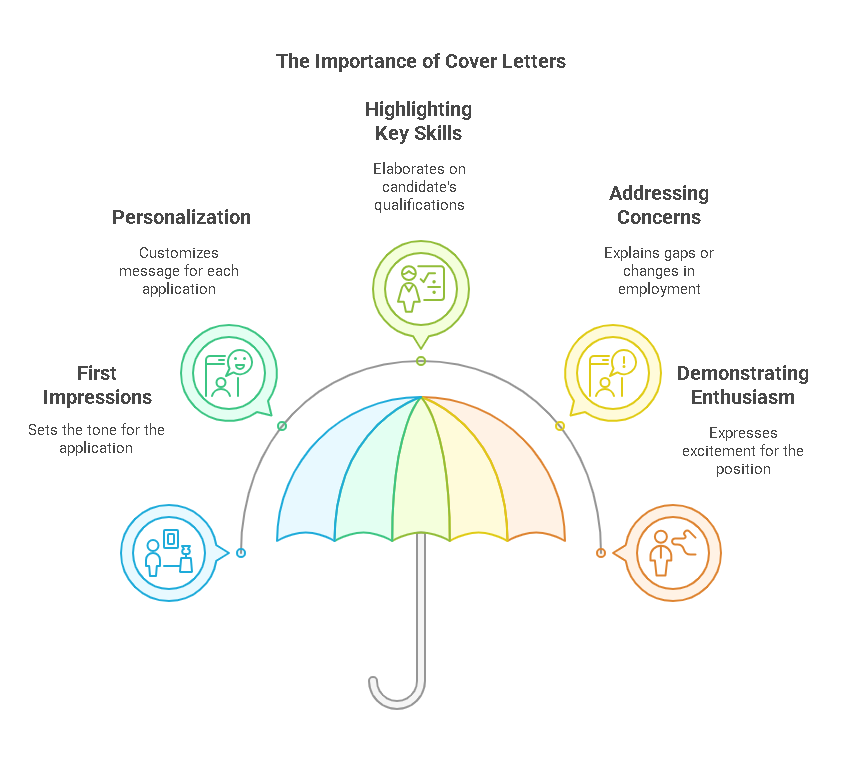 The Importance of Cover Letters
Highlighting
Key Skills
Elaborates on
candidate's
qualifications
Addressing
Concerns
Explains gaps or
changes in
employment
Personalization
Customizes
message for each
application
First
Impressions
Sets the tone for the
application
Demonstrating
Enthusiasm
Expresses
excitement for the
position